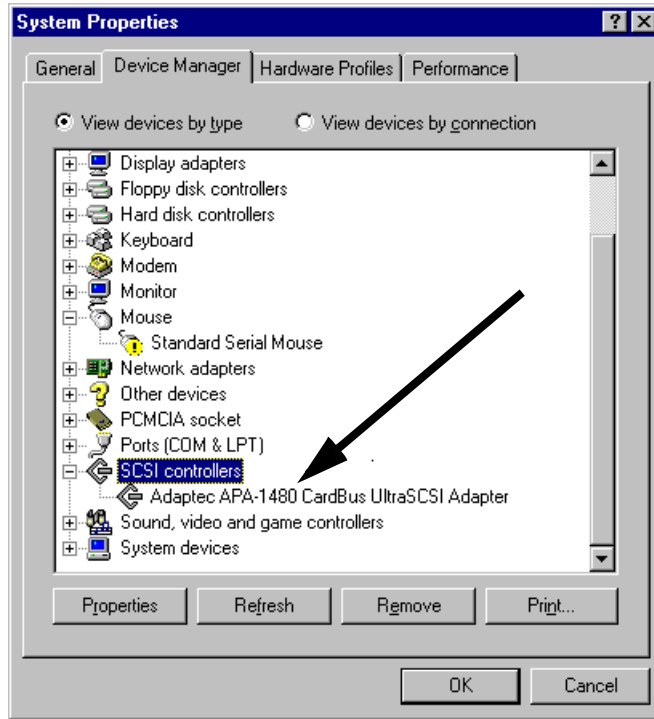 System Properties
General Device Manager Hardware Profiles Performance
View devices by type View devices by connection
Display adapters
Floppy disk controllers
Hard disk controllers
Keyboard
Modem
Monitor
Mouse
Standard Serial Mouse
Network adapters
Other devices
PCMCIA socket
Ports (COM & LPT)
SCSI controllers
Adaptec APA-1480 CardBus UltraSCSI Adapter
Sound, video and game controllers
System devices
Properties Refresh Remove Print...
OK Cancel